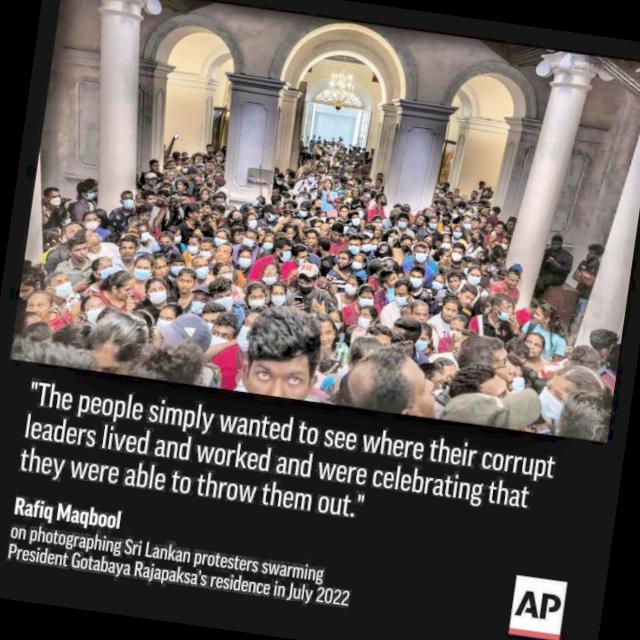 "The people simply wanted to see where their corrupt
leaders lived and worked and were celebrating that
they were able to throw them out."
Rafiq Maqbool
on photographing Sri Lankan protesters swarming
President Gotabaya Rajapaksa's residence in July 2022
AP